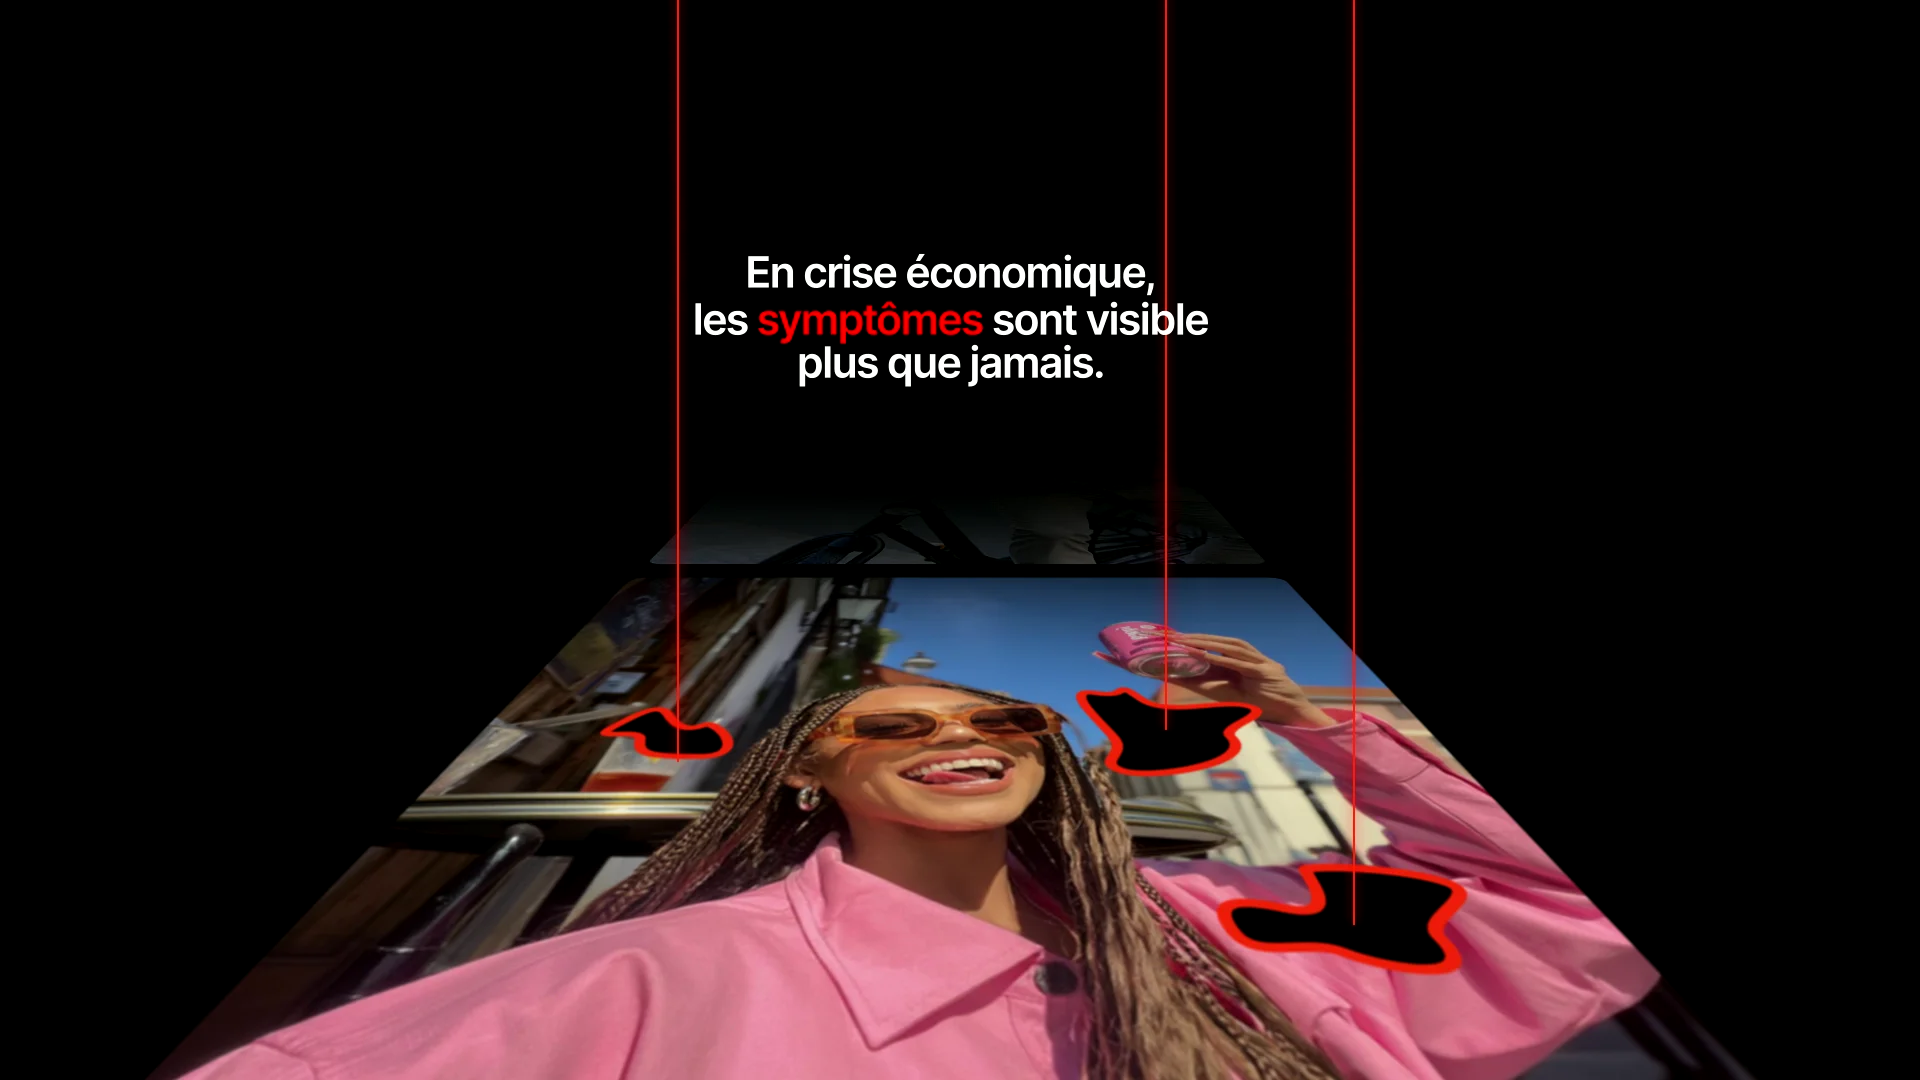 En crise économique,
les symptômes sont visible
plus que jamais.